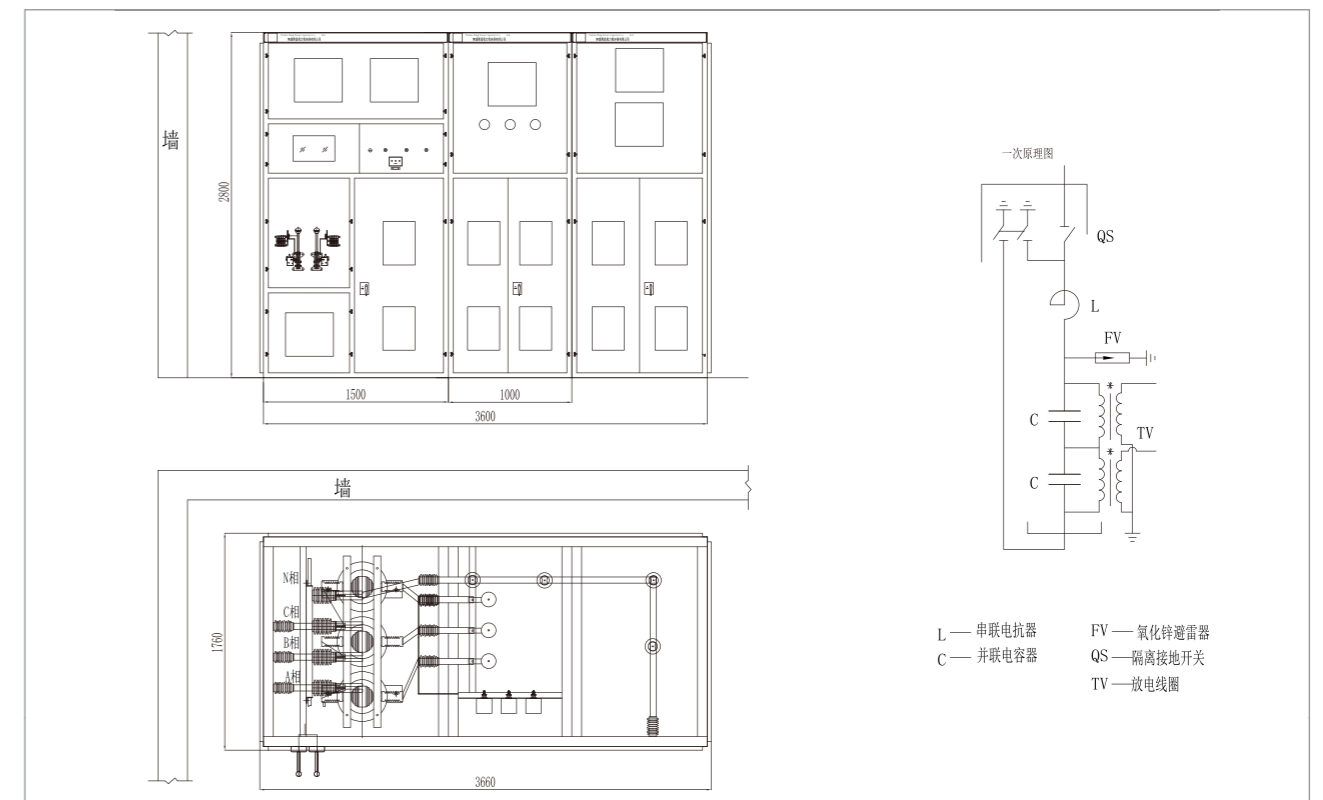 墙
2800
1500
1000
3600
墙
1760
N相
C相
B相
A相
3660
一次原理图
QS
L
FV
C
TV
C
L — 串联电抗器
C — 并联电容器
FV — 氧化锌避雷器
QS — 隔离接地开关
TV — 放电线圈